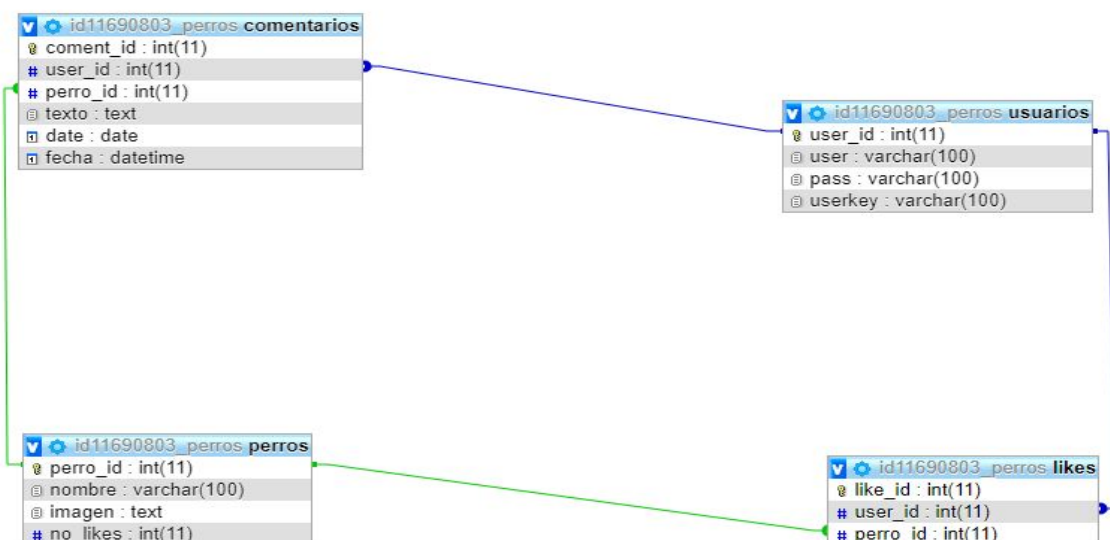 id11690803_perros comentarios
coment_id : int(11)
# user_id : int(11)
# perro_id : int(11)
texto : text
date : date
fecha : datetime
id11690803_perros usuarios
user_id : int(11)
user : varchar(100)
pass : varchar(100)
userkey : varchar(100)
id11690803_perros perros
perro_id : int(11)
nombre : varchar(100)
imagen : text
# no_likes : int(11)
id11690803_perros likes
like_id : int(11)
# user_id : int(11)
# perro_id : int(11)